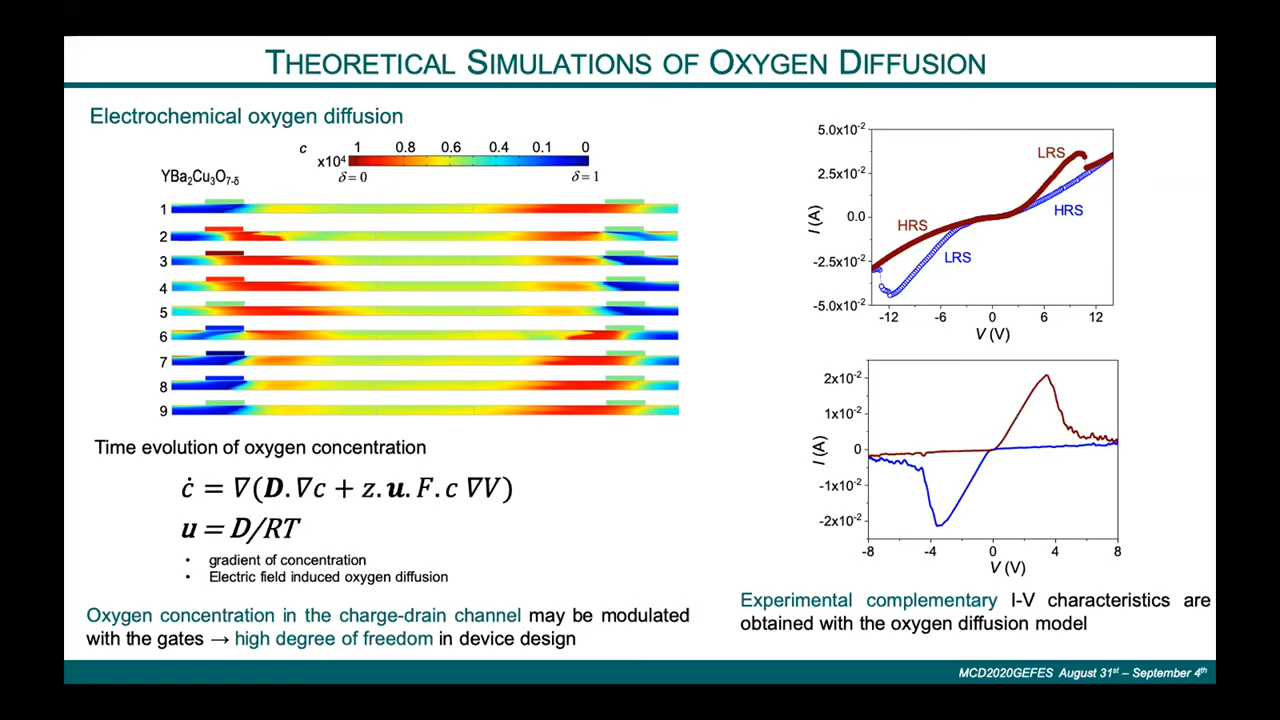 THEORETICAL SIMULATIONS OF OXYGEN DIFFUSION
Electrochemical oxygen diffusion
c
1 0.8 0.6 0.4 0.1 0
x10⁴
δ = 0 δ = 1
YBa₂Cu₃O₇₋δ
1
2
3
4
5
6
7
8
9
Time evolution of oxygen concentration
ċ = ∇(D.∇c + z.u.F.c ∇V)
u = D/RT
• gradient of concentration
• Electric field induced oxygen diffusion
Oxygen concentration in the charge-drain channel may be modulated
with the gates → high degree of freedom in device design
5.0x10⁻²
2.5x10⁻²
0.0
-2.5x10⁻²
-5.0x10⁻²
I (A)
LRS
HRS
HRS
LRS
-12 -6 0 6 12
V (V)
2x10⁻²
1x10⁻²
0
-1x10⁻²
-2x10⁻²
I (A)
-8 -4 0 4 8
V (V)
Experimental complementary I-V characteristics are
obtained with the oxygen diffusion model
MCD2020GEFES August 31ˢᵗ – September 4ᵗʰ